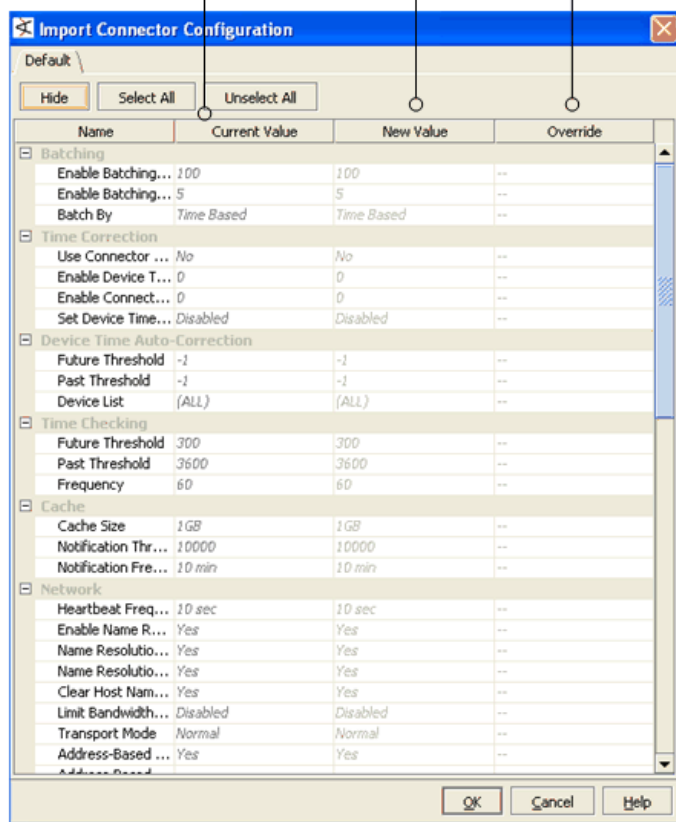 Import Connector Configuration
Default
Hide Select All Unselect All
Name Current Value New Value Override
Batching
Enable Batching... 100 100 --
Enable Batching... 5 5 --
Batch By Time Based Time Based --
Time Correction
Use Connector ... No No --
Enable Device T... 0 0 --
Enable Connect... 0 0 --
Set Device Time... Disabled Disabled --
Device Time Auto-Correction
Future Threshold -1 -1 --
Past Threshold -1 -1 --
Device List (ALL) (ALL) --
Time Checking
Future Threshold 300 300 --
Past Threshold 3600 3600 --
Frequency 60 60 --
Cache
Cache Size 1GB 1GB --
Notification Thr... 10000 10000 --
Notification Fre... 10 min 10 min --
Network
Heartbeat Freq... 10 sec 10 sec --
Enable Name R... Yes Yes --
Name Resolutio... Yes Yes --
Name Resolutio... Yes Yes --
Clear Host Nam... Yes Yes --
Limit Bandwidth... Disabled Disabled --
Transport Mode Normal Normal --
Address-Based ... Yes Yes --
OK Cancel Help